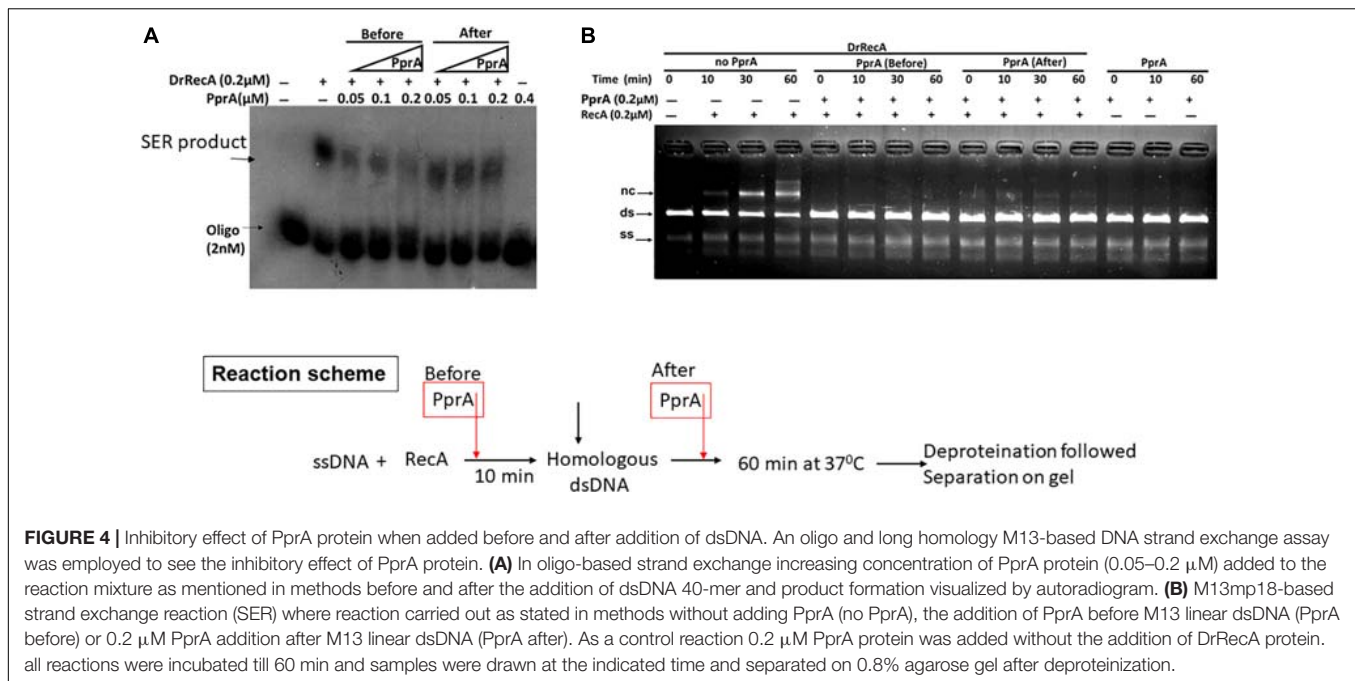 A
Before After
PprA PprA
DrRecA (0.2µM) – + + + + + + + –
PprA(µM) – – 0.05 0.1 0.2 0.05 0.1 0.2 0.4
SER product
Oligo
(2nM)
B
DrRecA
no PprA PprA (Before) PprA (After) PprA
Time (min) 0 10 30 60 0 10 30 60 0 10 30 60 0 10 60
PprA (0.2µM) — — — — + + + + + + + + + + +
RecA (0.2µM) — + + + + + + + + + + + — — —
nc
ds
ss
Reaction scheme
Before After
PprA PprA
ssDNA + RecA 10 min Homologous dsDNA 60 min at 37⁰C Deproteination followed
Separation on gel
FIGURE 4 | Inhibitory effect of PprA protein when added before and after addition of dsDNA. An oligo and long homology M13-based DNA strand exchange assay
was employed to see the inhibitory effect of PprA protein. (A) In oligo-based strand exchange increasing concentration of PprA protein (0.05–0.2 µM) added to the
reaction mixture as mentioned in methods before and after the addition of dsDNA 40-mer and product formation visualized by autoradiogram. (B) M13mp18-based
strand exchange reaction (SER) where reaction carried out as stated in methods without adding PprA (no PprA), the addition of PprA before M13 linear dsDNA (PprA
before) or 0.2 µM PprA addition after M13 linear dsDNA (PprA after). As a control reaction 0.2 µM PprA protein was added without the addition of DrRecA protein.
all reactions were incubated till 60 min and samples were drawn at the indicated time and separated on 0.8% agarose gel after deproteinization.